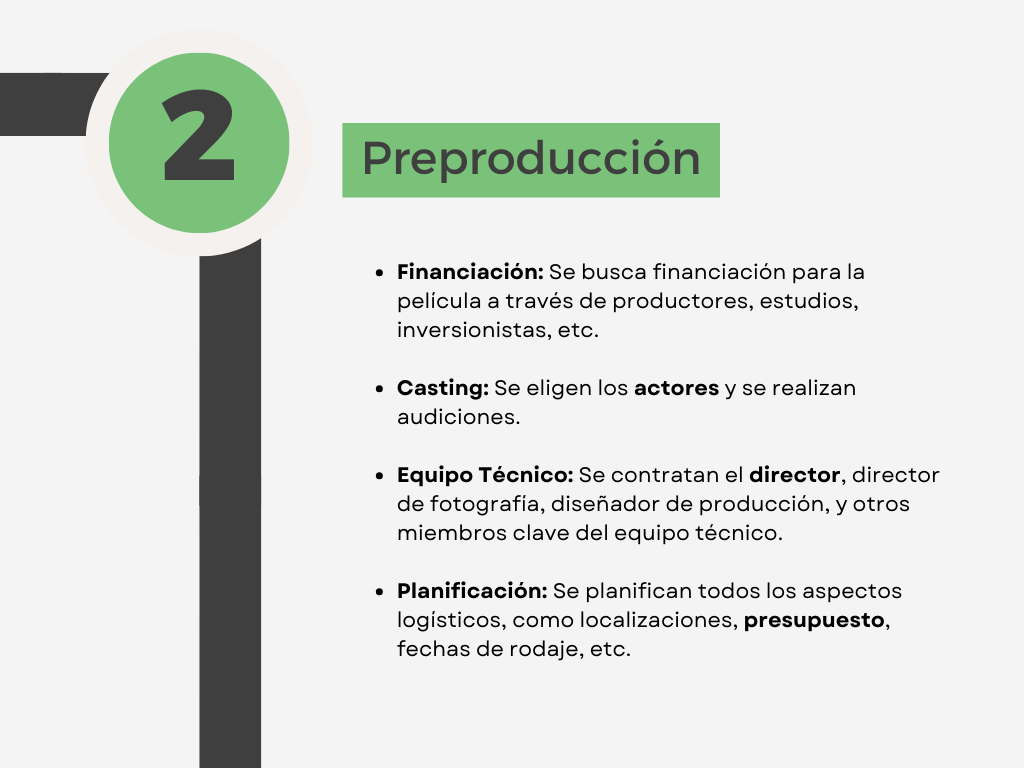 2
Preproducción
• Financiación: Se busca financiación para la
película a través de productores, estudios,
inversionistas, etc.
• Casting: Se eligen los actores y se realizan
audiciones.
• Equipo Técnico: Se contratan el director, director
de fotografía, diseñador de producción, y otros
miembros clave del equipo técnico.
• Planificación: Se planifican todos los aspectos
logísticos, como localizaciones, presupuesto,
fechas de rodaje, etc.